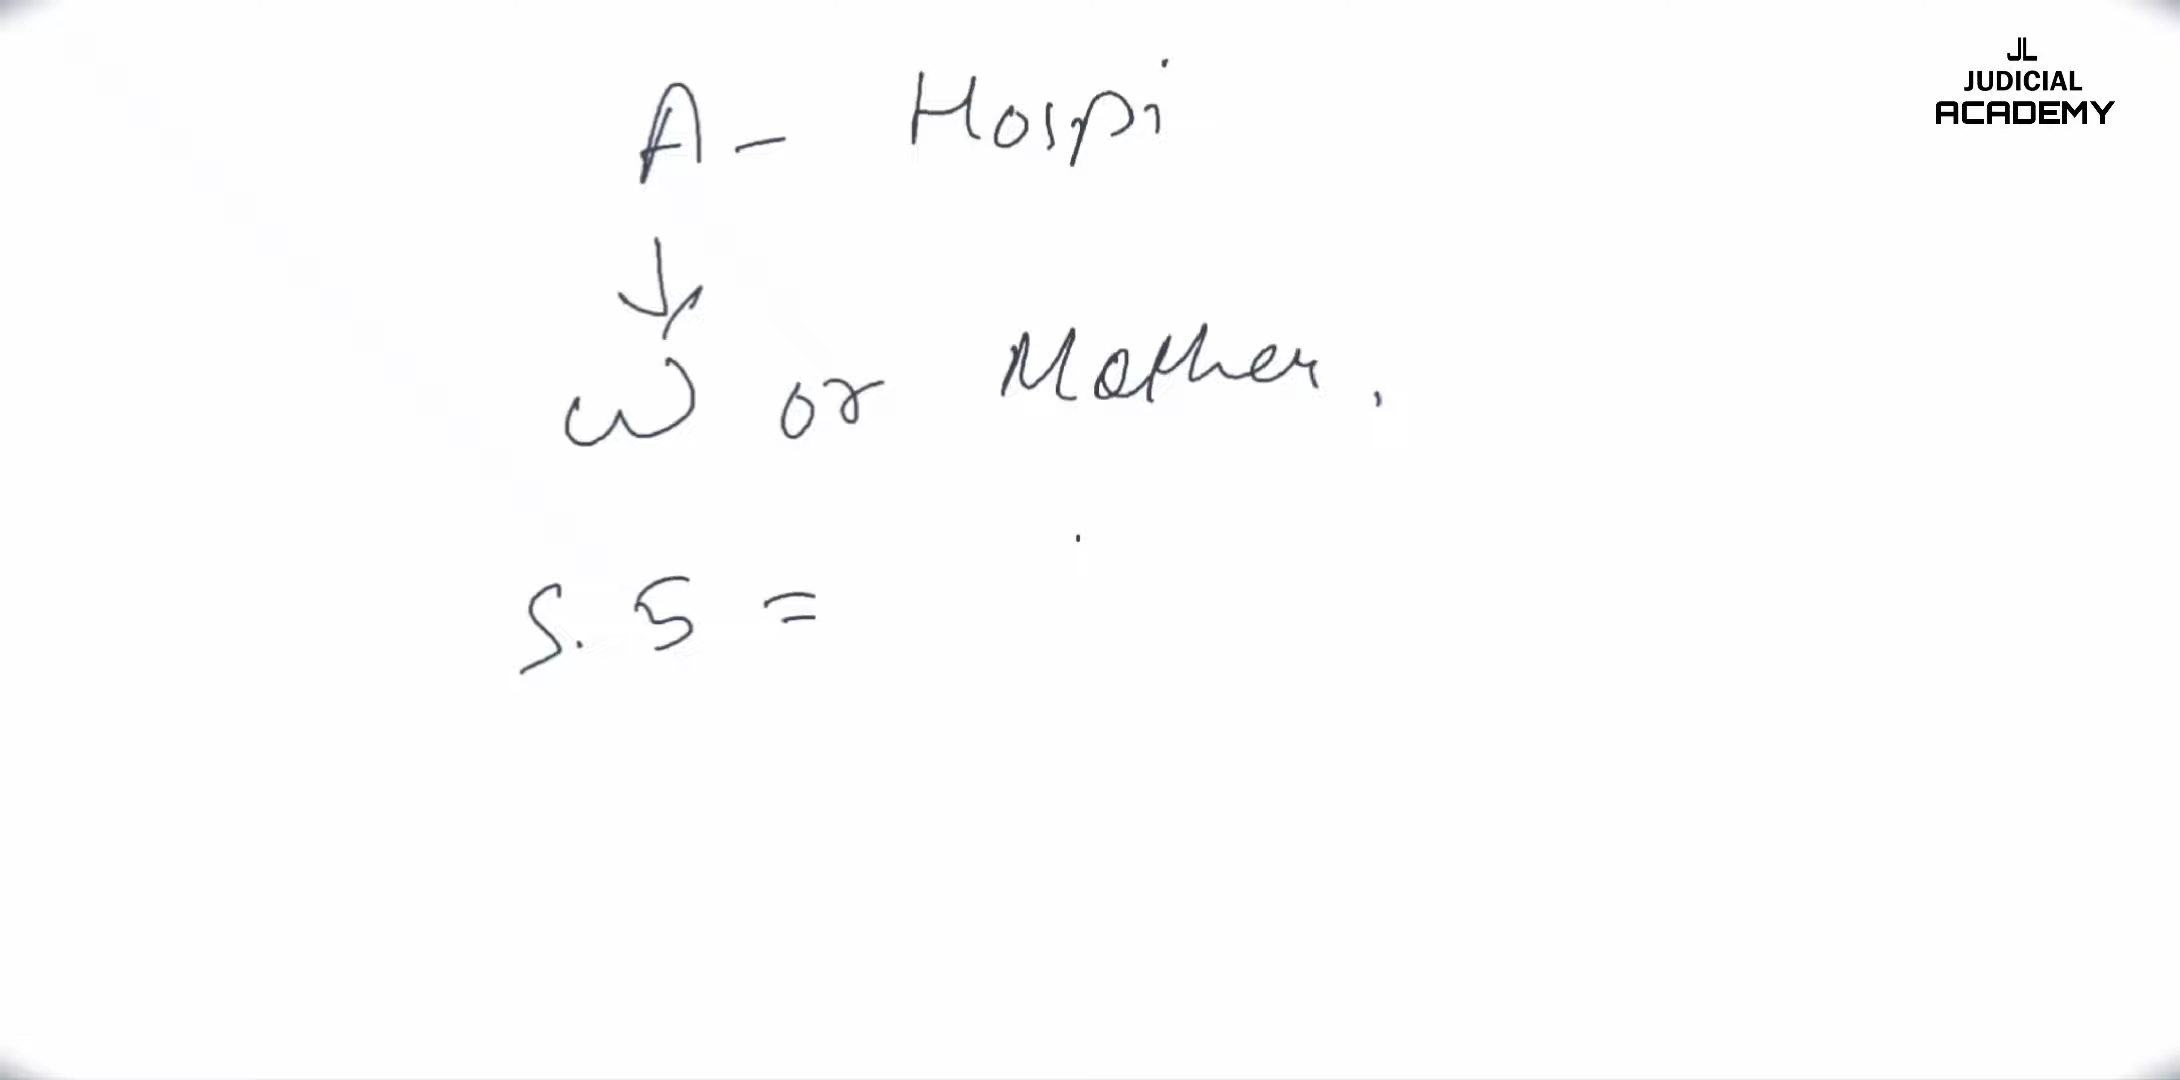 JL
JUDICIAL
ACADEMY
A - Hospi
↓
W or Mother.
S. 5 =